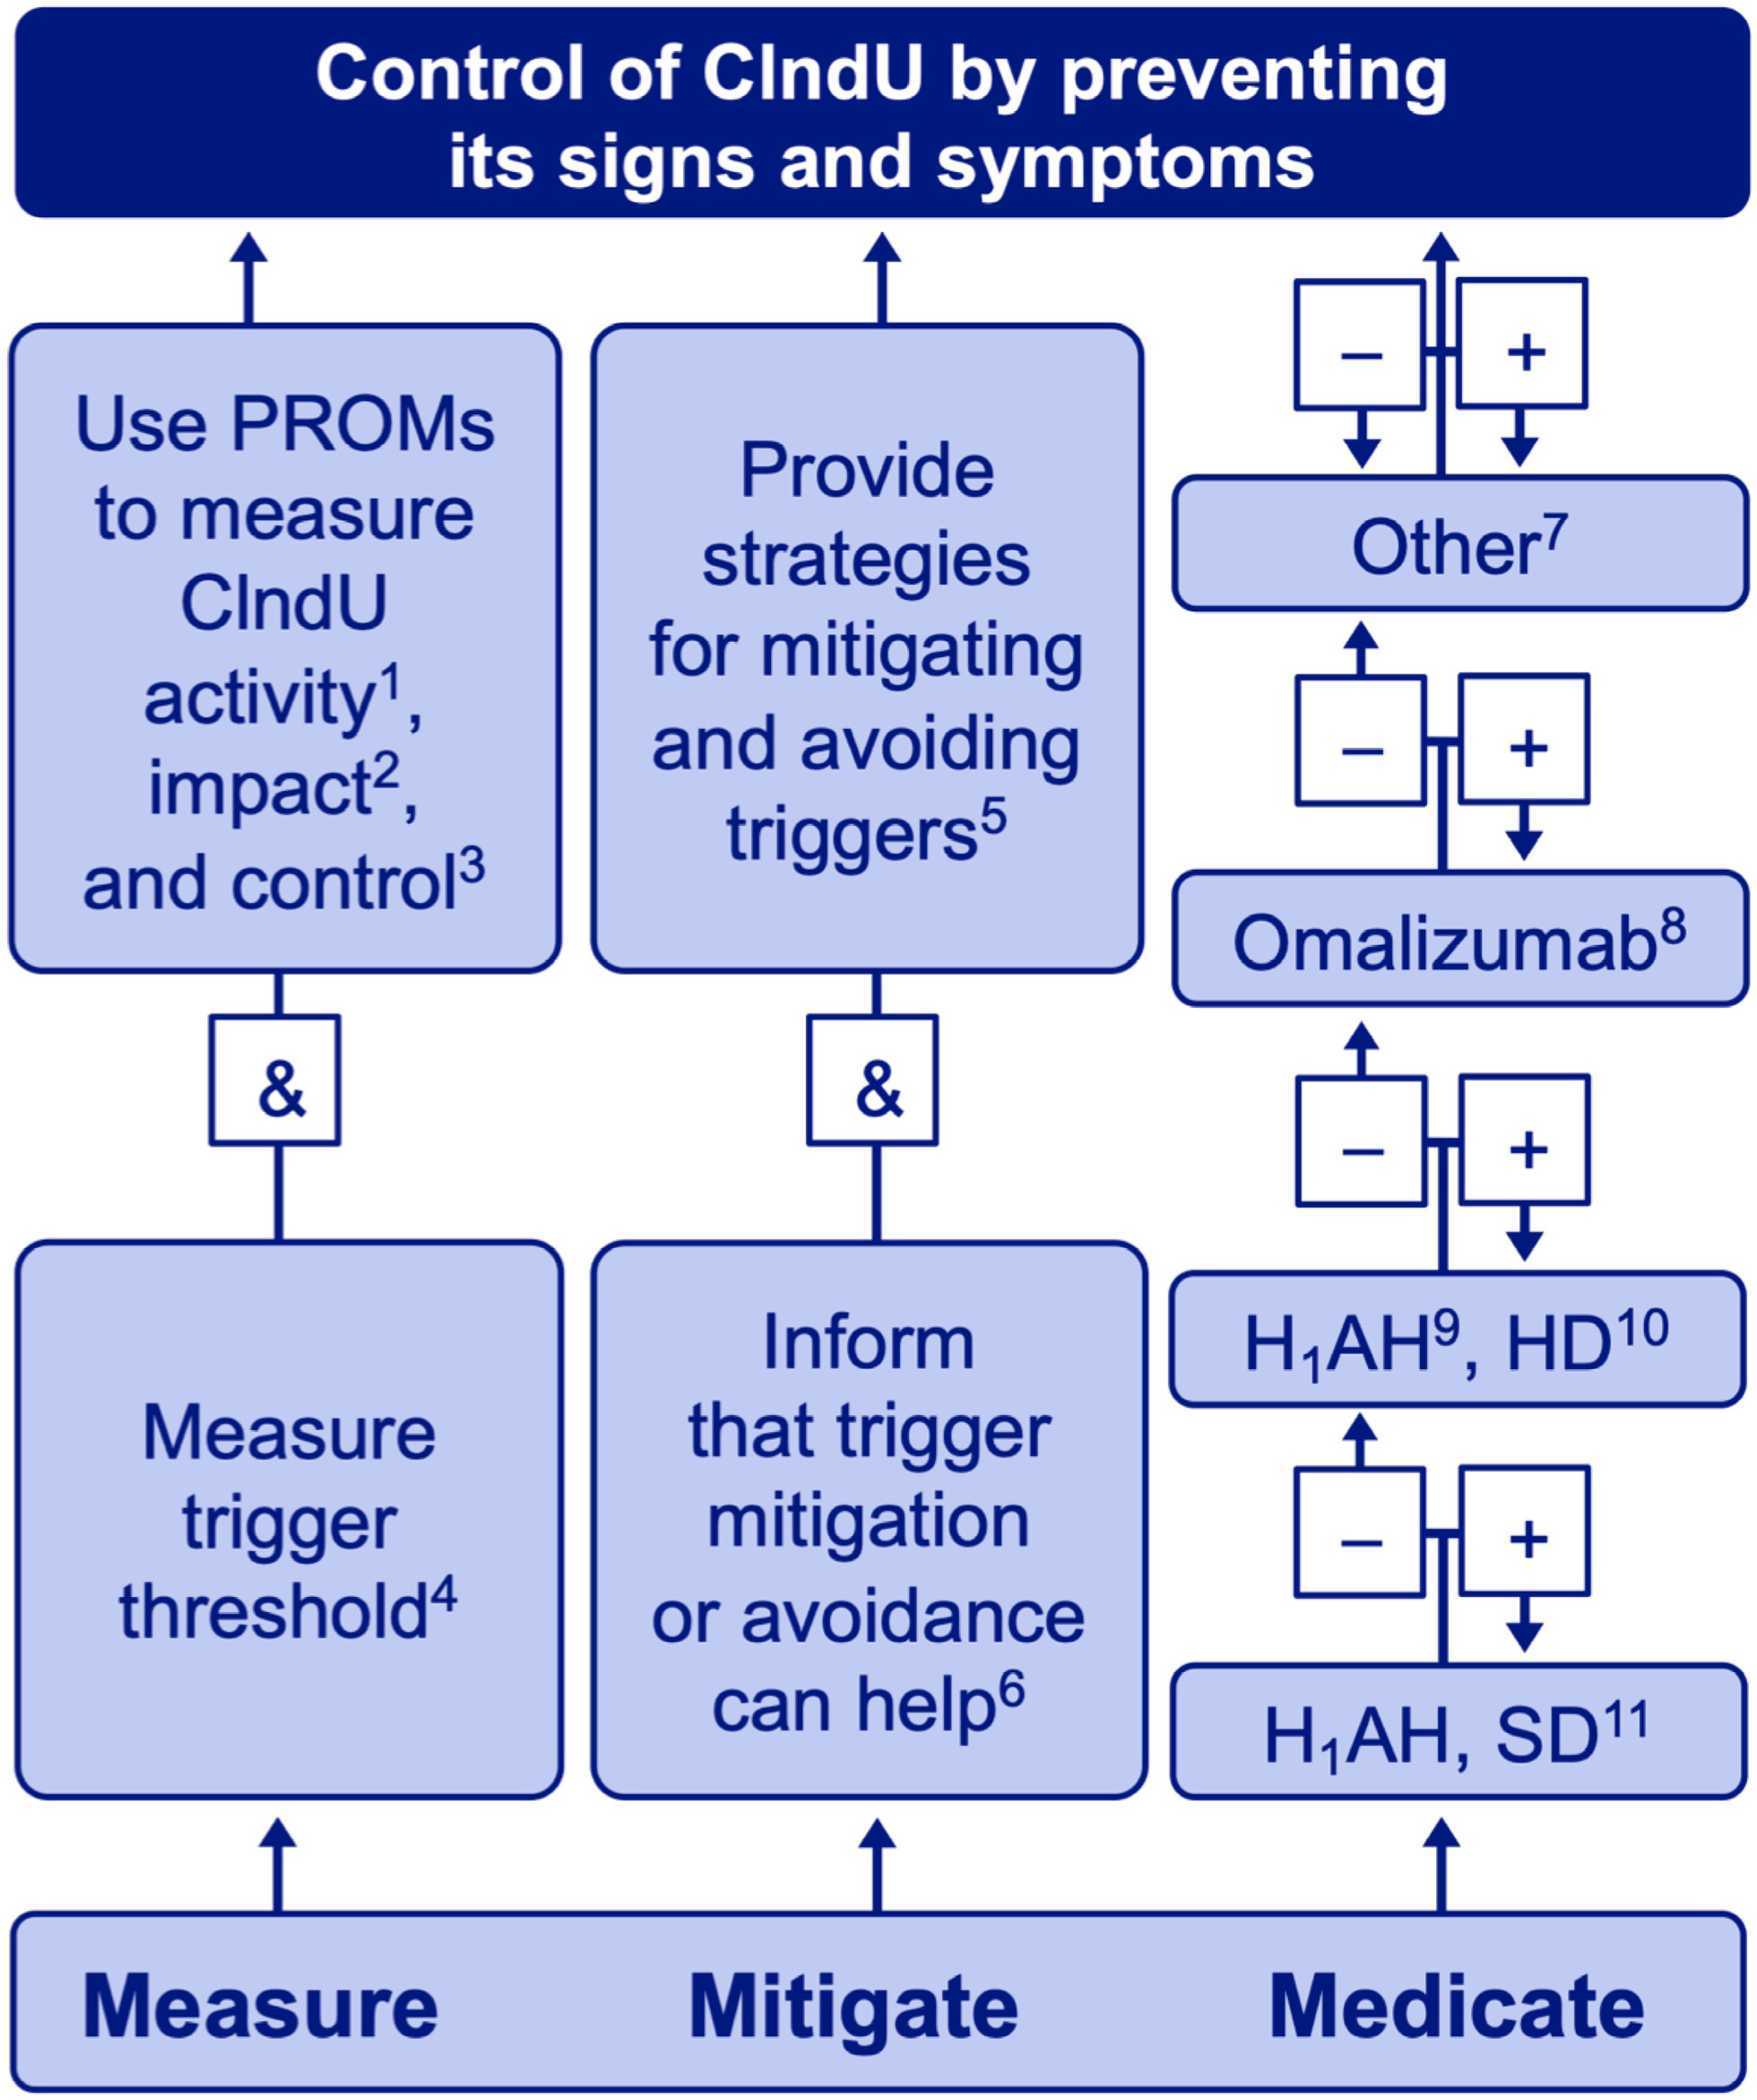 Control of CIndU by preventing
its signs and symptoms
Use PROMs
to measure
CIndU
activity¹,
impact²,
and control³
&
Measure
trigger
threshold⁴
Provide
strategies
for mitigating
and avoiding
triggers⁵
&
Inform
that trigger
mitigation
or avoidance
can help⁶
– +
Other⁷
– +
Omalizumab⁸
– +
H₁AH⁹, HD¹⁰
– +
H₁AH, SD¹¹
Measure Mitigate Medicate